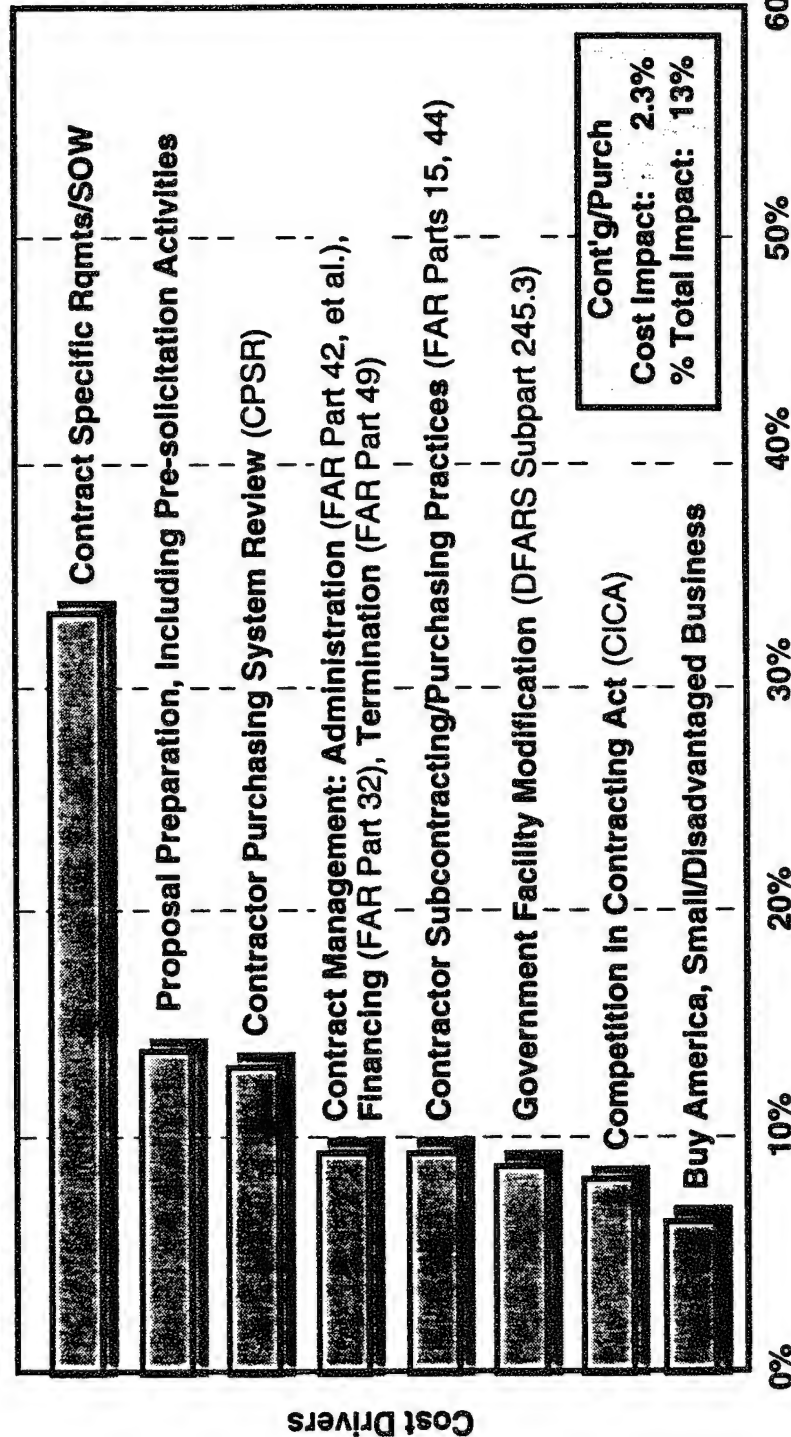 Cost Drivers
Contract Specific Rqmts/SOW
Proposal Preparation, Including Pre-solicitation Activities
Contractor Purchasing System Review (CPSR)
Contract Management: Administration (FAR Part 42, et al.),
Financing (FAR Part 32), Termination (FAR Part 49)
Contractor Subcontracting/Purchasing Practices (FAR Parts 15, 44)
Government Facility Modification (DFARS Subpart 245.3)
Competition in Contracting Act (CICA)
Buy America, Small/Disadvantaged Business
Cont'g/Purch
Cost Impact: 2.3%
% Total Impact: 13%
0% 10% 20% 30% 40% 50% 60